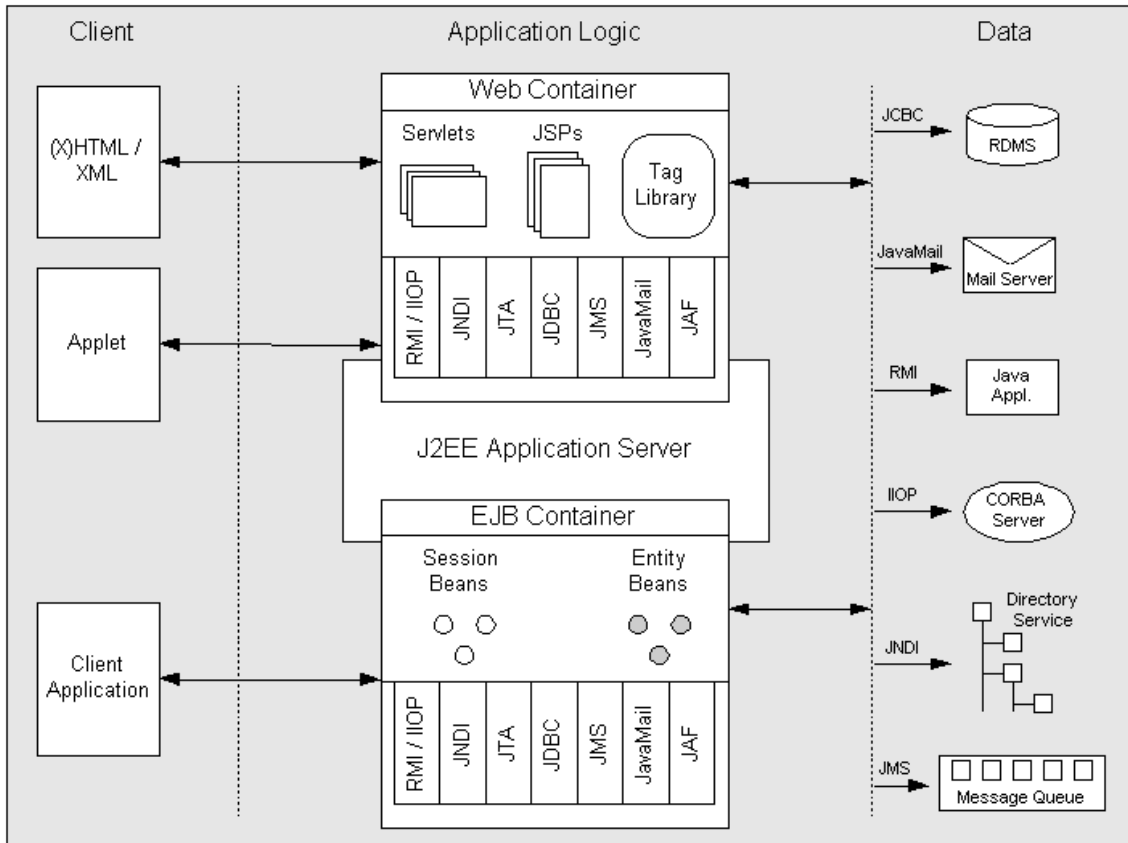 Client
Application Logic
Data
(X)HTML /
XML
Applet
Client
Application
Web Container
Servlets
JSPs
Tag
Library
RMI / IIOP
JNDI
JTA
JDBC
JMS
JavaMail
JAF
J2EE Application Server
EJB Container
Session
Beans
Entity
Beans
RMI / IIOP
JNDI
JTA
JDBC
JMS
JavaMail
JAF
JCBC
RDMS
JavaMail
Mail Server
RMI
Java
Appl.
IIOP
CORBA
Server
Directory
Service
JNDI
JMS
Message Queue